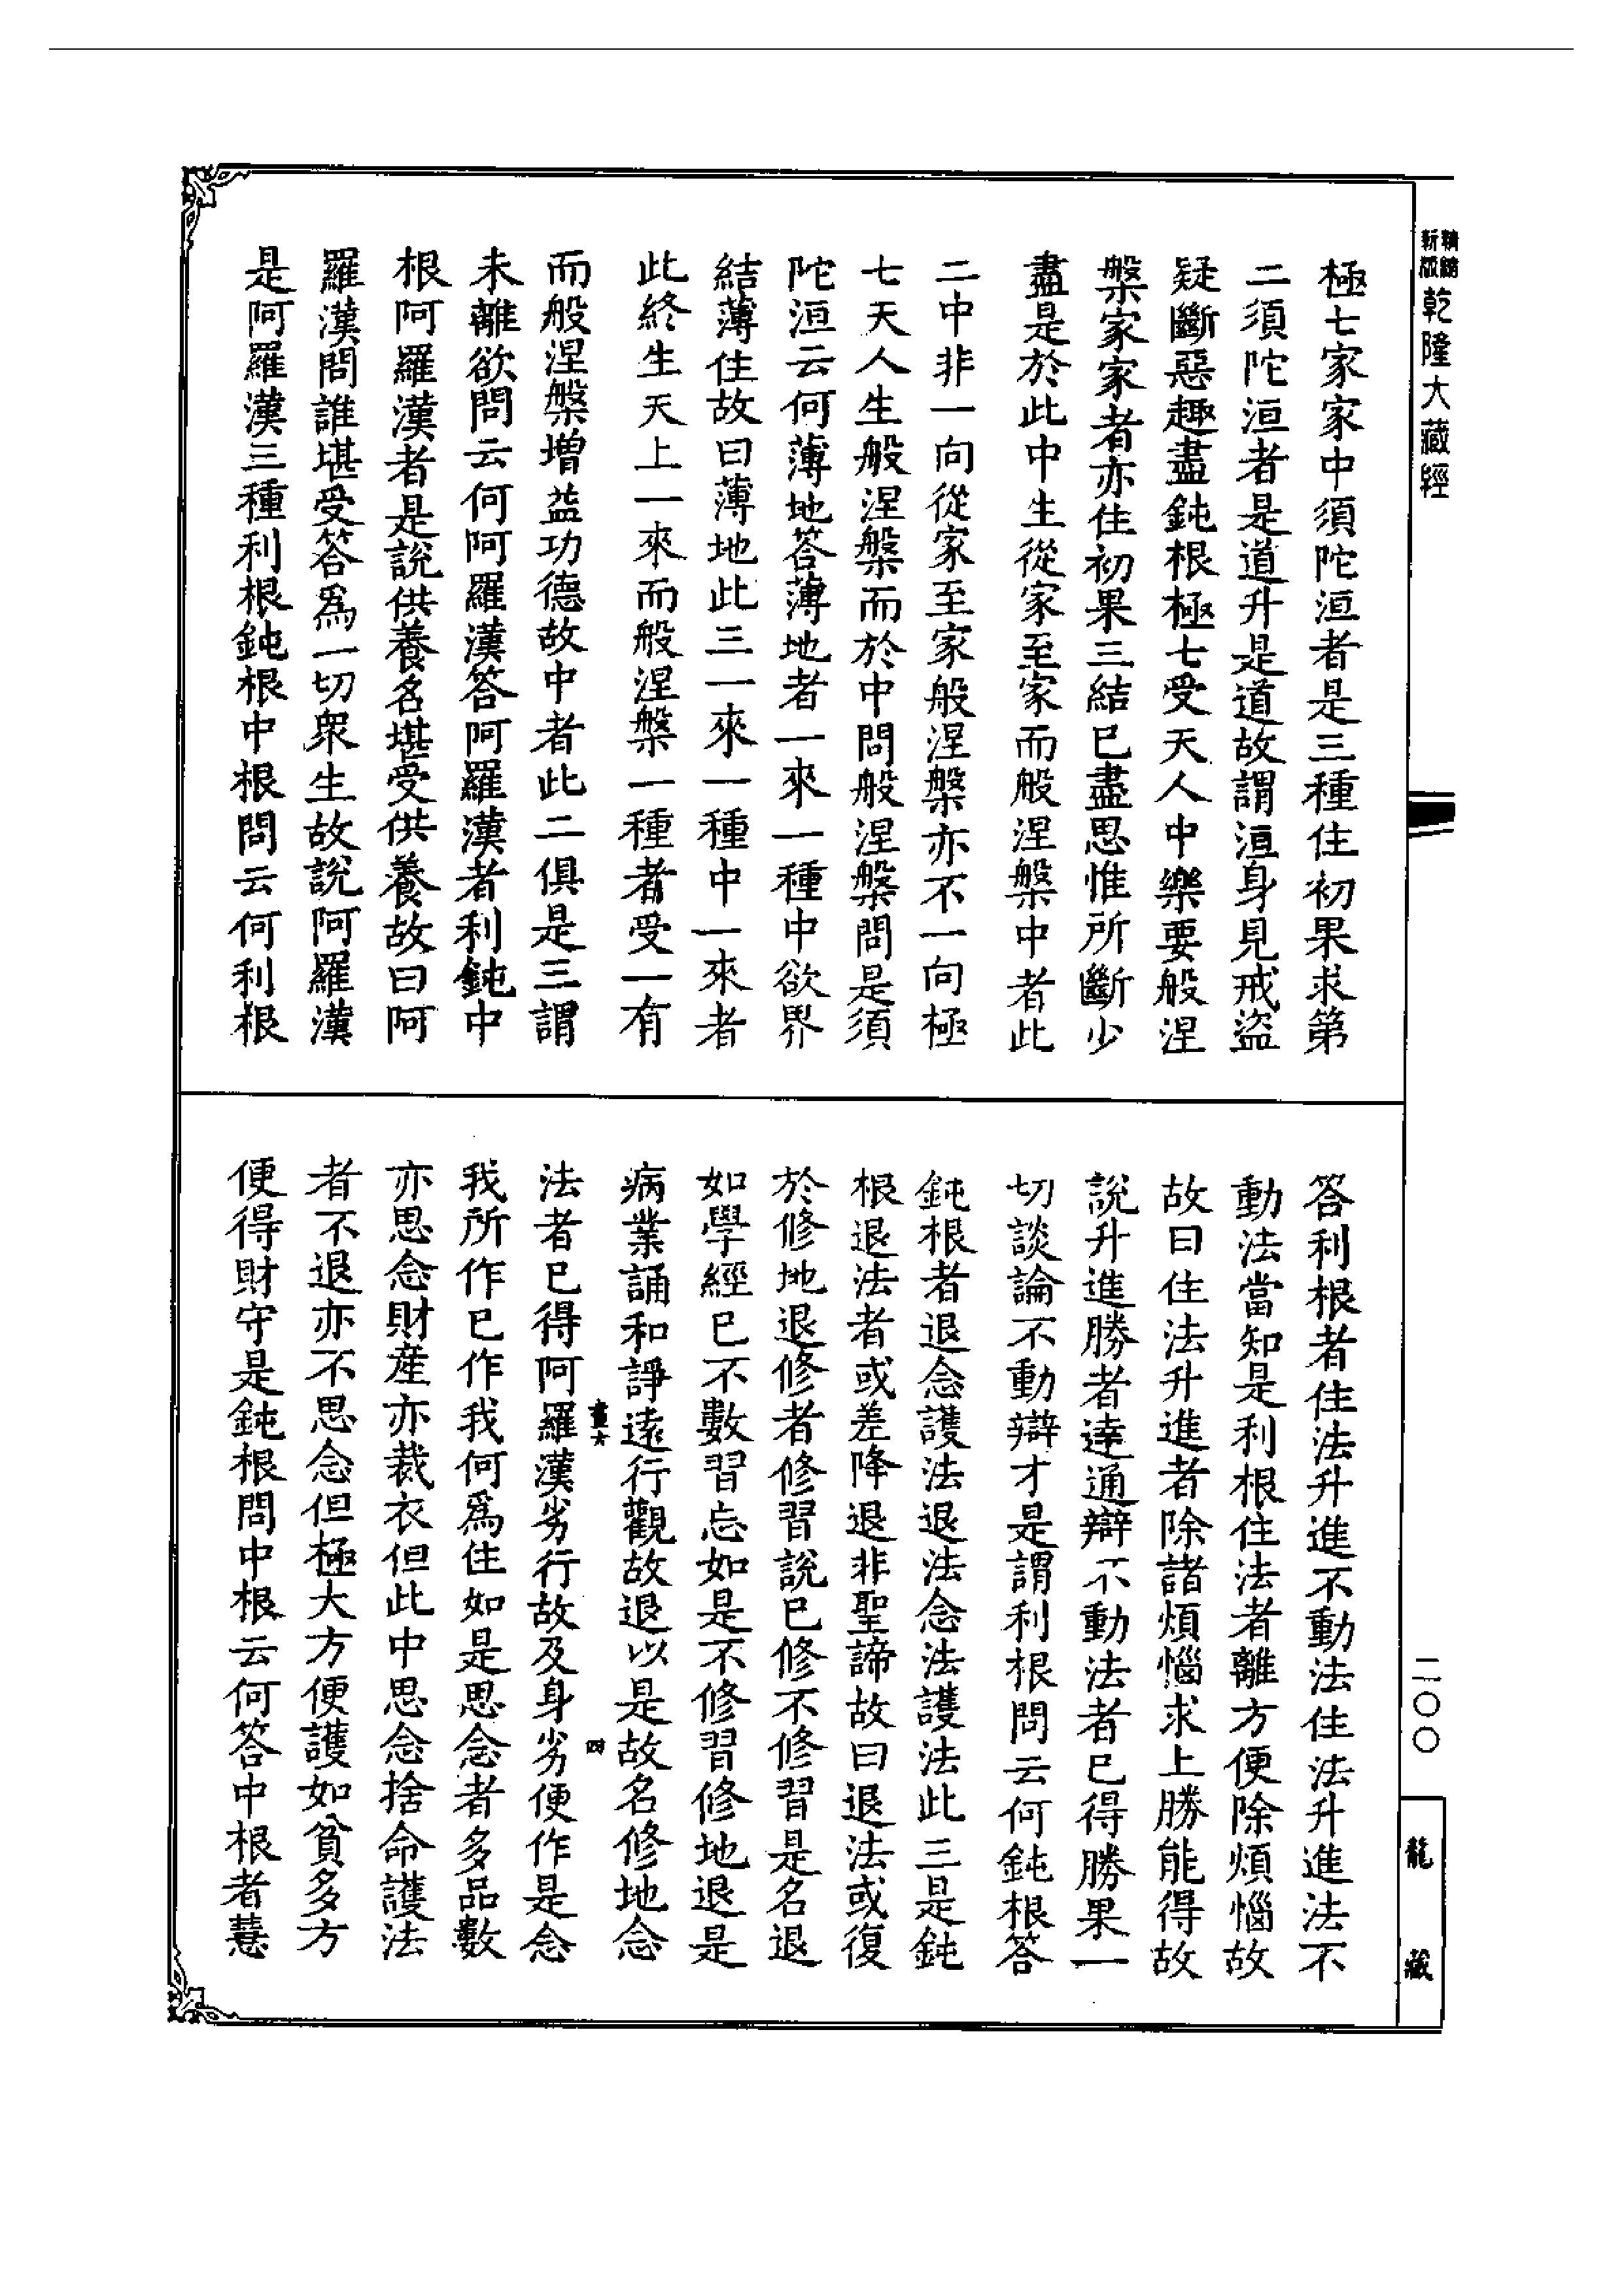 精縮新版乾隆大藏經
極七家家中須陀洹者是三種住初果求第
二須陀洹者是道升是道故謂洹身見戒盜
疑斷惡趣盡鈍根極七受天人中樂要般涅
槃家家者亦住初果三結已盡思惟所斷少
盡是於此中生從家至家而般涅槃中者此
二中非一向從家至家般涅槃亦不一向極
七天人生般涅槃而於中問般涅槃問是須
陀洹云何薄地答薄地者一來一種中欲界
結薄住故曰薄地此三一來一種中一來者
此終生天上一來而般涅槃一種者受一有
而般涅槃增益功德故中者此二俱是三謂
未離欲問云何阿羅漢答阿羅漢者利鈍中
根阿羅漢者是說供養名堪受供養故曰阿
羅漢問誰堪受答爲一切衆生故說阿羅漢
是阿羅漢三種利根鈍根中根問云何利根
答利根者住法升進不動法住法升進法不
動法當知是利根住法者離方便除煩惱故
故曰住法升進者除諸煩惱求上勝能得故
說升進勝者達通辯不動法者已得勝果一
切談論不動辯才是謂利根問云何鈍根答
鈍根者退念護法退法念法護法此三是鈍
根退法者或差降退非聖諦故曰退法或復
於修地退修者修習說已修不修習是名退
如學經已不數習忘如是不修習修地退是
病業誦和諍遠行觀故退以是故名修地念
法者已得阿羅漢劣行故及身劣便作是念
我所作已作我何爲住如是思念者多品數
亦思念財産亦裁衣但此中思念捨命護法
者不退亦不思念但極大方便護如貧多方
便得財守是鈍根問中根云何答中根者慧
畫六
四
二〇〇
龍藏